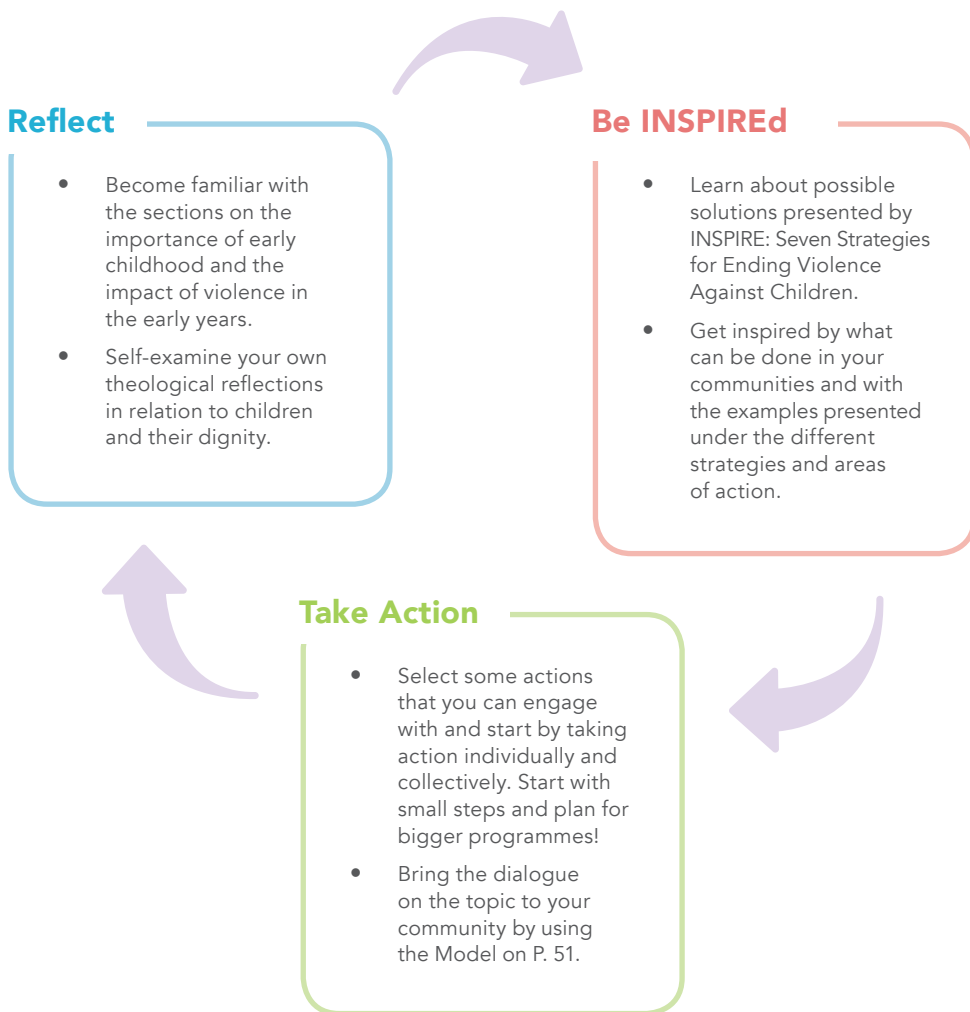 Reflect
• Become familiar with
the sections on the
importance of early
childhood and the
impact of violence in
the early years.
• Self-examine your own
theological reflections
in relation to children
and their dignity.
Be INSPIREd
• Learn about possible
solutions presented by
INSPIRE: Seven Strategies
for Ending Violence
Against Children.
• Get inspired by what
can be done in your
communities and with
the examples presented
under the different
strategies and areas
of action.
Take Action
• Select some actions
that you can engage
with and start by taking
action individually and
collectively. Start with
small steps and plan for
bigger programmes!
• Bring the dialogue
on the topic to your
community by using
the Model on P. 51.